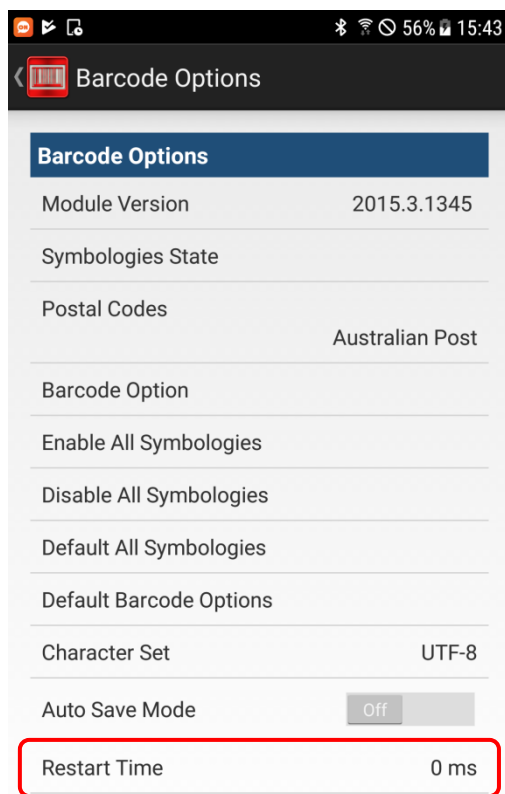 56% 15:43
Barcode Options
Barcode Options
Module Version 2015.3.1345
Symbologies State
Postal Codes
Australian Post
Barcode Option
Enable All Symbologies
Disable All Symbologies
Default All Symbologies
Default Barcode Options
Character Set UTF-8
Auto Save Mode Off
Restart Time 0 ms